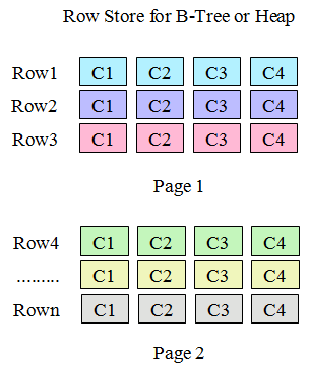 Row Store for B-Tree or Heap
Row1 C1 C2 C3 C4
Row2 C1 C2 C3 C4
Row3 C1 C2 C3 C4
Page 1
Row4 C1 C2 C3 C4
......... C1 C2 C3 C4
Rown C1 C2 C3 C4
Page 2